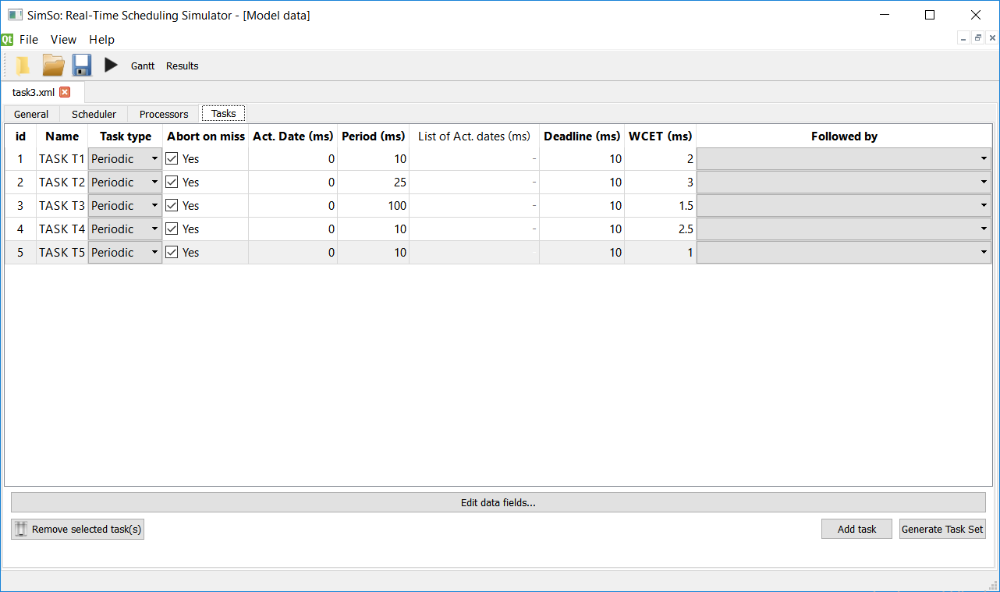 SimSo: Real-Time Scheduling Simulator - [Model data]
Qt File View Help
Gantt Results
task3.xml
General Scheduler Processors Tasks
id Name Task type Abort on miss Act. Date (ms) Period (ms) List of Act. dates (ms) Deadline (ms) WCET (ms) Followed by
1 TASK T1 Periodic Yes 0 10 - 10 2
2 TASK T2 Periodic Yes 0 25 - 10 3
3 TASK T3 Periodic Yes 0 100 - 10 1.5
4 TASK T4 Periodic Yes 0 10 - 10 2.5
5 TASK T5 Periodic Yes 0 10 - 10 1
Edit data fields...
Remove selected task(s) Add task Generate Task Set